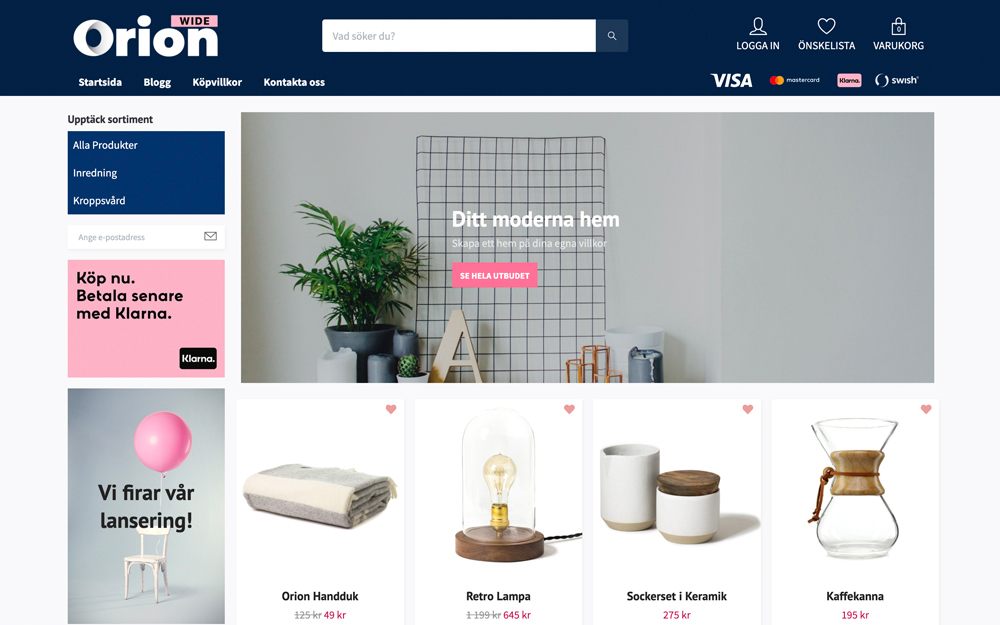 Orion
WIDE
Vad söker du?
LOGGA IN
ÖNSKELISTA
0
VARUKORG
Startsida
Blogg
Köpvillkor
Kontakta oss
VISA
mastercard
Klarna.
swish
Upptäck sortiment
Alla Produkter
Inredning
Kroppsvård
Ange e-postadress
Köp nu.
Betala senare
med Klarna.
Klarna.
Vi firar vår
lansering!
Ditt moderna hem
Skapa ett hem på dina egna villkor
SE HELA UTBUDET
A
Orion Handduk
125 kr 49 kr
Retro Lampa
1 199 kr 645 kr
Sockerset i Keramik
275 kr
Kaffekanna
195 kr